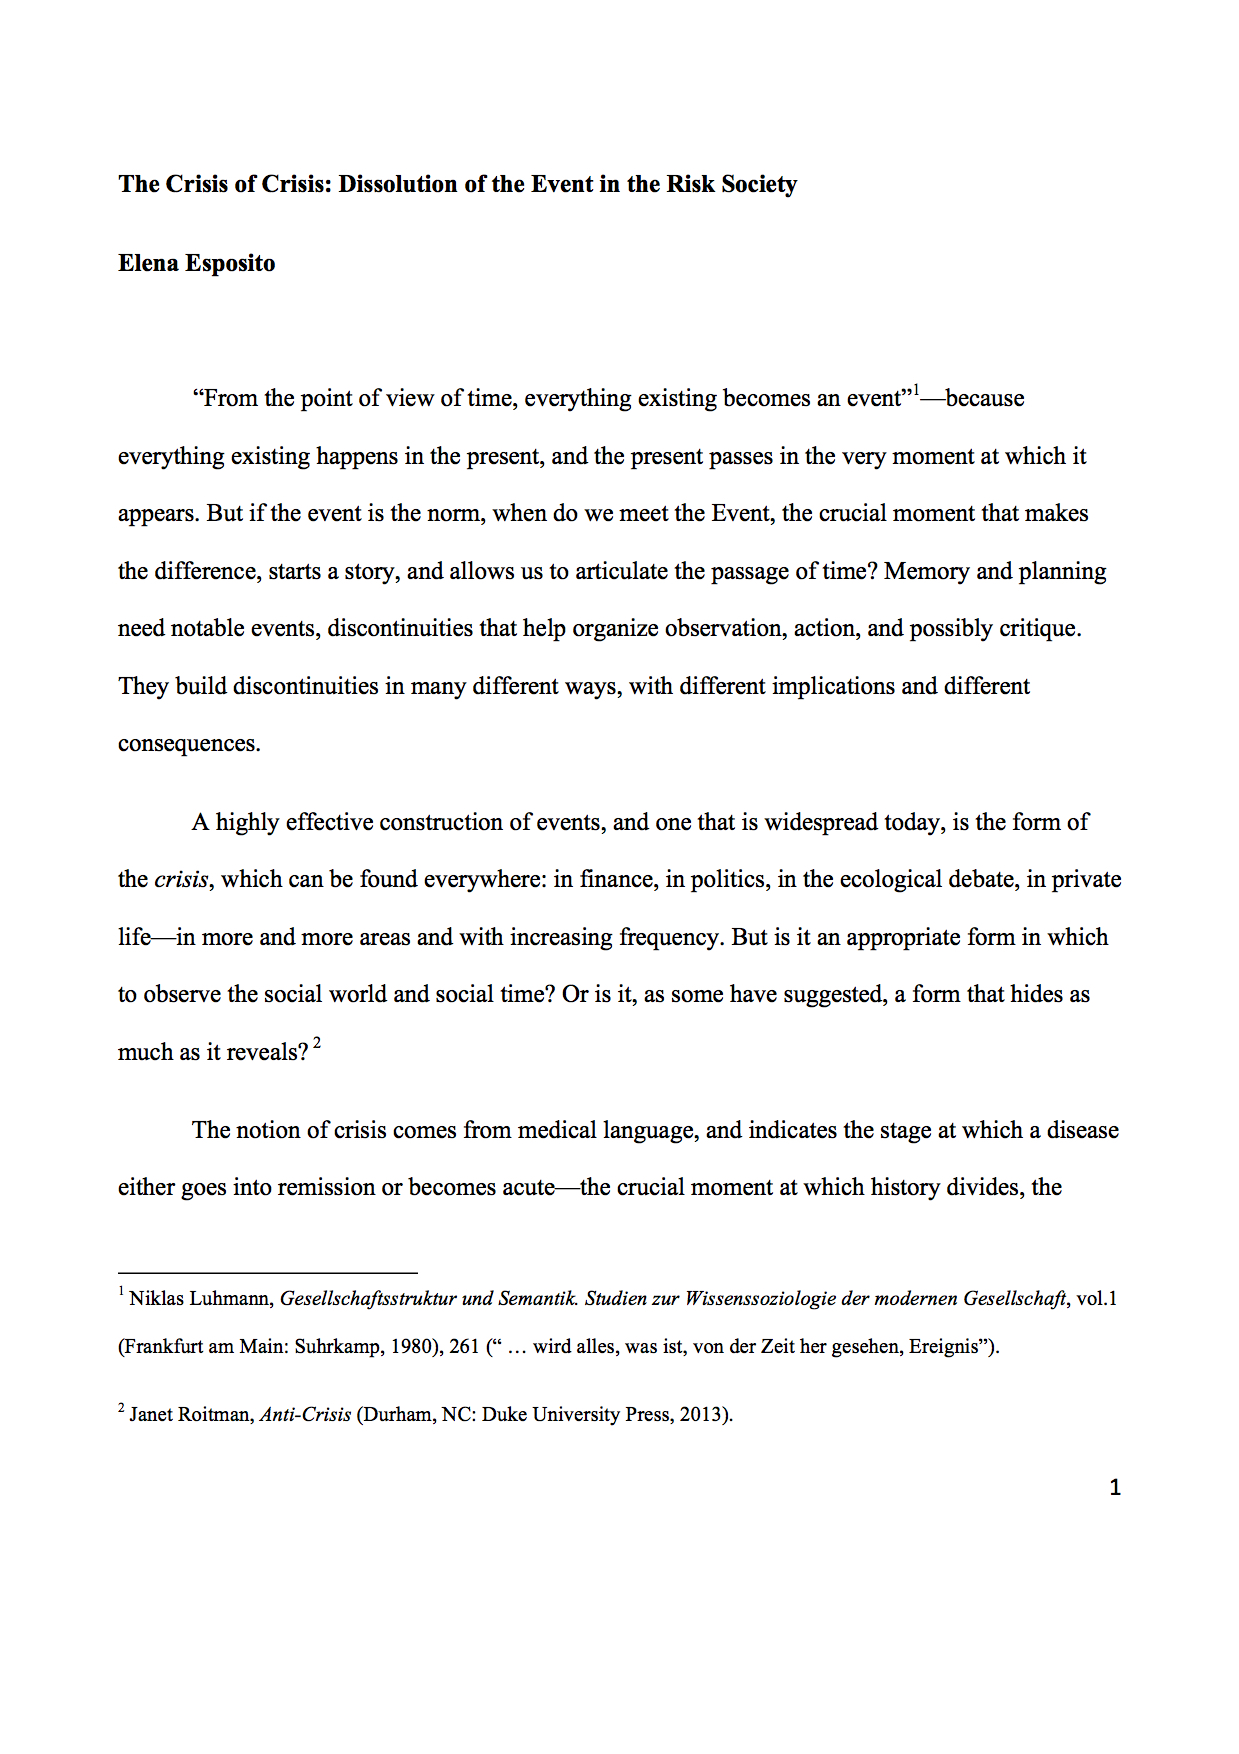 The Crisis of Crisis: Dissolution of the Event in the Risk Society
Elena Esposito
“From the point of view of time, everything existing becomes an event”1—because
everything existing happens in the present, and the present passes in the very moment at which it
appears. But if the event is the norm, when do we meet the Event, the crucial moment that makes
the difference, starts a story, and allows us to articulate the passage of time? Memory and planning
need notable events, discontinuities that help organize observation, action, and possibly critique.
They build discontinuities in many different ways, with different implications and different
consequences.
A highly effective construction of events, and one that is widespread today, is the form of
the crisis, which can be found everywhere: in finance, in politics, in the ecological debate, in private
life—in more and more areas and with increasing frequency. But is it an appropriate form in which
to observe the social world and social time? Or is it, as some have suggested, a form that hides as
much as it reveals? 2
The notion of crisis comes from medical language, and indicates the stage at which a disease
either goes into remission or becomes acute—the crucial moment at which history divides, the
1 Niklas Luhmann, Gesellschaftsstruktur und Semantik. Studien zur Wissenssoziologie der modernen Gesellschaft, vol.1
(Frankfurt am Main: Suhrkamp, 1980), 261 (“ … wird alles, was ist, von der Zeit her gesehen, Ereignis”).
2 Janet Roitman, Anti-Crisis (Durham, NC: Duke University Press, 2013).
1